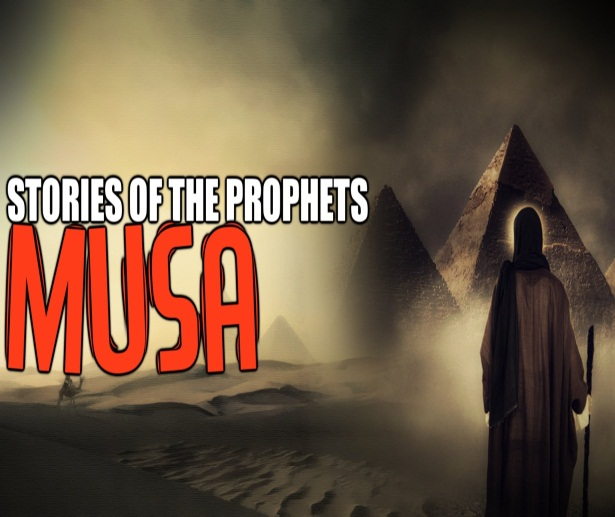 STORIES OF THE PROPHETS
MUSA